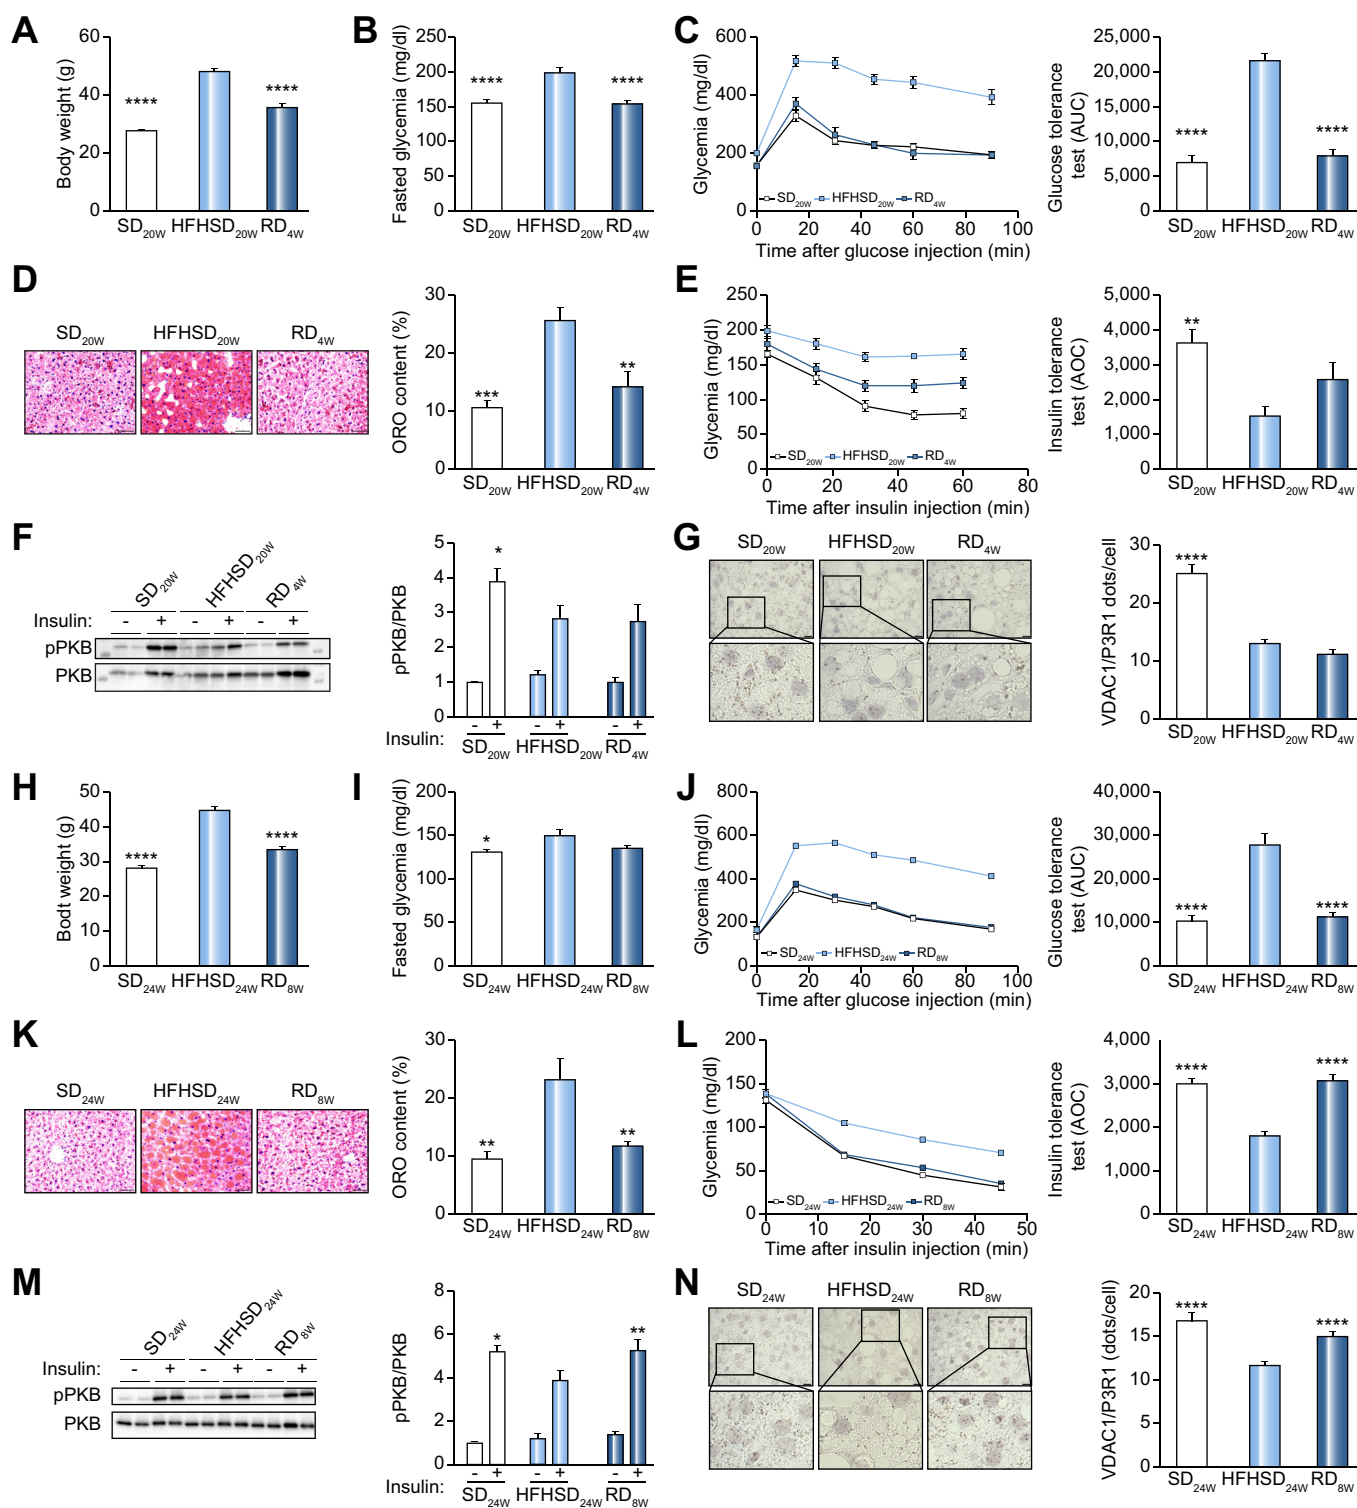 A
Body weight (g)
60
40
20
0
****
****
SD20W HFHSD20W RD4W
B
Fasted glycemia (mg/dl)
250
200
150
100
50
0
****
****
SD20W HFHSD20W RD4W
C
Glycemia (mg/dl)
600
400
200
0
SD20W HFHSD20W RD4W
0 20 40 60 80 100
Time after glucose injection (min)
Glucose tolerance
test (AUC)
25,000
20,000
15,000
10,000
5,000
0
****
****
SD20W HFHSD20W RD4W
D
SD20W HFHSD20W RD4W
ORO content (%)
30
20
10
0
***
**
SD20W HFHSD20W RD4W
E
Glycemia (mg/dl)
250
200
150
100
50
0
SD20W HFHSD20W RD4W
0 20 40 60 80
Time after insulin injection (min)
Insulin tolerance
test (AOC)
5,000
4,000
3,000
2,000
1,000
0
**
SD20W HFHSD20W RD4W
F
SD20W HFHSD20W RD4W
Insulin: - + - + - +
pPKB
PKB
pPKB/PKB
5
4
3
2
1
0
*
Insulin: - + - + - +
SD20W HFHSD20W RD4W
G
SD20W HFHSD20W RD4W
VDAC1/P3R1 dots/cell
30
20
10
0
****
SD20W HFHSD20W RD4W
H
Bodt weight (g)
50
40
30
20
10
0
****
****
SD24W HFHSD24W RD8W
I
Fasted glycemia (mg/dl)
200
150
100
50
0
*
SD24W HFHSD24W RD8W
J
Glycemia (mg/dl)
800
600
400
200
0
SD24W HFHSD24W RD8W
0 20 40 60 80 100
Time after glucose injection (min)
Glucose tolerance
test (AUC)
40,000
30,000
20,000
10,000
0
****
****
SD24W HFHSD24W RD8W
K
SD24W HFHSD24W RD8W
ORO content (%)
30
20
10
0
**
**
SD24W HFHSD24W RD8W
L
Glycemia (mg/dl)
200
150
100
50
0
SD24W HFHSD24W RD8W
0 10 20 30 40 50
Time after insulin injection (min)
Insulin tolerance
test (AOC)
4,000
3,000
2,000
1,000
0
****
****
SD24W HFHSD24W RD8W
M
SD24W HFHSD24W RD8W
Insulin: - + - + - +
pPKB
PKB
pPKB/PKB
8
6
4
2
0
*
**
Insulin: - + - + - +
SD24W HFHSD24W RD8W
N
SD24W HFHSD24W RD8W
VDAC1/P3R1 (dots/cell)
20
15
10
5
0
****
****
SD24W HFHSD24W RD8W